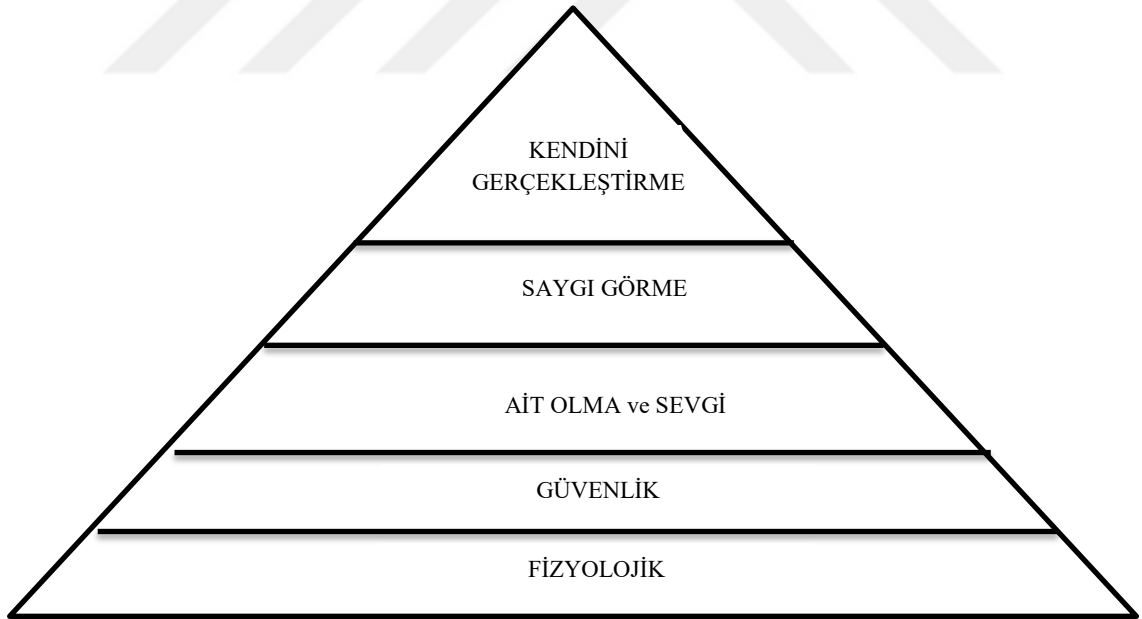 KENDİNİ
GERÇEKLEŞTİRME
SAYGI GÖRME
AİT OLMA ve SEVGİ
GÜVENLİK
FİZYOLOJİK